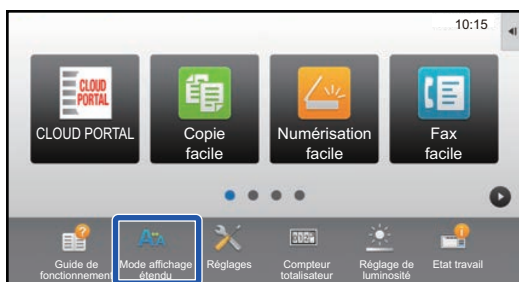 10:15
CLOUD
PORTAL
CLOUD PORTAL
Copie
facile
Numérisation
facile
Fax
facile
Guide de
fonctionnement
Mode affichage
étendu
Réglages
Compteur
totalisateur
Réglage de
luminosité
Etat travail